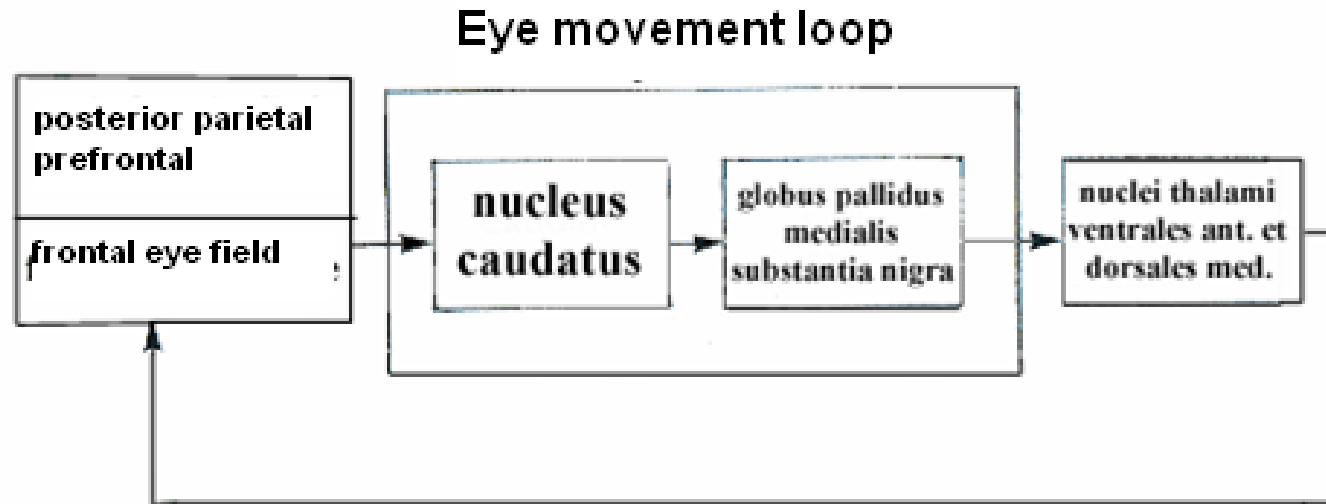 Eye movement loop
posterior parietal
prefrontal
frontal eye field
nucleus
caudatus
globus pallidus
medialis
substantia nigra
nuclei thalami
ventrales ant. et
dorsales med.